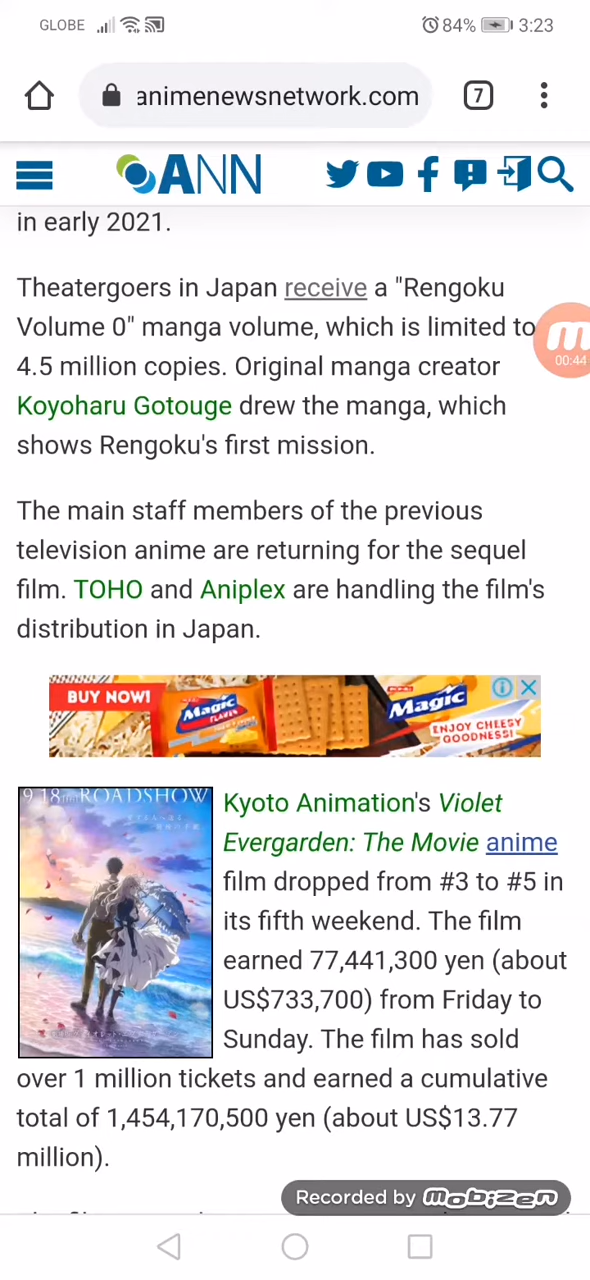 GLOBE 84% 3:23
animenewsnetwork.com 7
ANN
in early 2021.
Theatergoers in Japan receive a "Rengoku
Volume 0" manga volume, which is limited to
00:44
4.5 million copies. Original manga creator
Koyoharu Gotouge drew the manga, which
shows Rengoku's first mission.
The main staff members of the previous
television anime are returning for the sequel
film. TOHO and Aniplex are handling the film's
distribution in Japan.
BUY NOW!
Magic
FLAKES
Magic
ENJOY CHEESY
GOODNESS!
9.18 ROADSHOW
Kyoto Animation's Violet
Evergarden: The Movie anime
film dropped from #3 to #5 in
its fifth weekend. The film
earned 77,441,300 yen (about
US$733,700) from Friday to
Sunday. The film has sold
over 1 million tickets and earned a cumulative
total of 1,454,170,500 yen (about US$13.77
million).
Recorded by mobizen